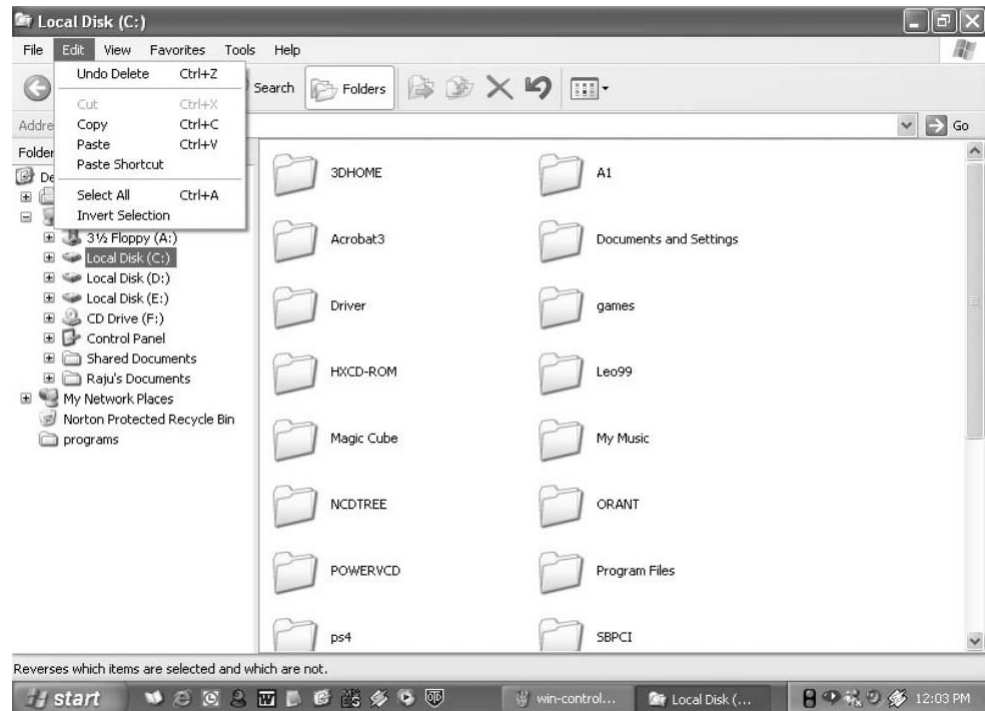 Local Disk (C:)
File Edit View Favorites Tools Help
Undo Delete Ctrl+Z
Cut Ctrl+X
Copy Ctrl+C
Paste Ctrl+V
Paste Shortcut
Select All Ctrl+A
Invert Selection
Search Folders
Addre
Go
Folder
De
3½ Floppy (A:)
Local Disk (C:)
Local Disk (D:)
Local Disk (E:)
CD Drive (F:)
Control Panel
Shared Documents
Raju's Documents
My Network Places
Norton Protected Recycle Bin
programs
3DHOME A1
Acrobat3 Documents and Settings
Driver games
HXCD-ROM Leo99
Magic Cube My Music
NCDTREE ORANT
POWERVCD Program Files
ps4 SBPCI
Reverses which items are selected and which are not.
start win-control... Local Disk (... 12:03 PM